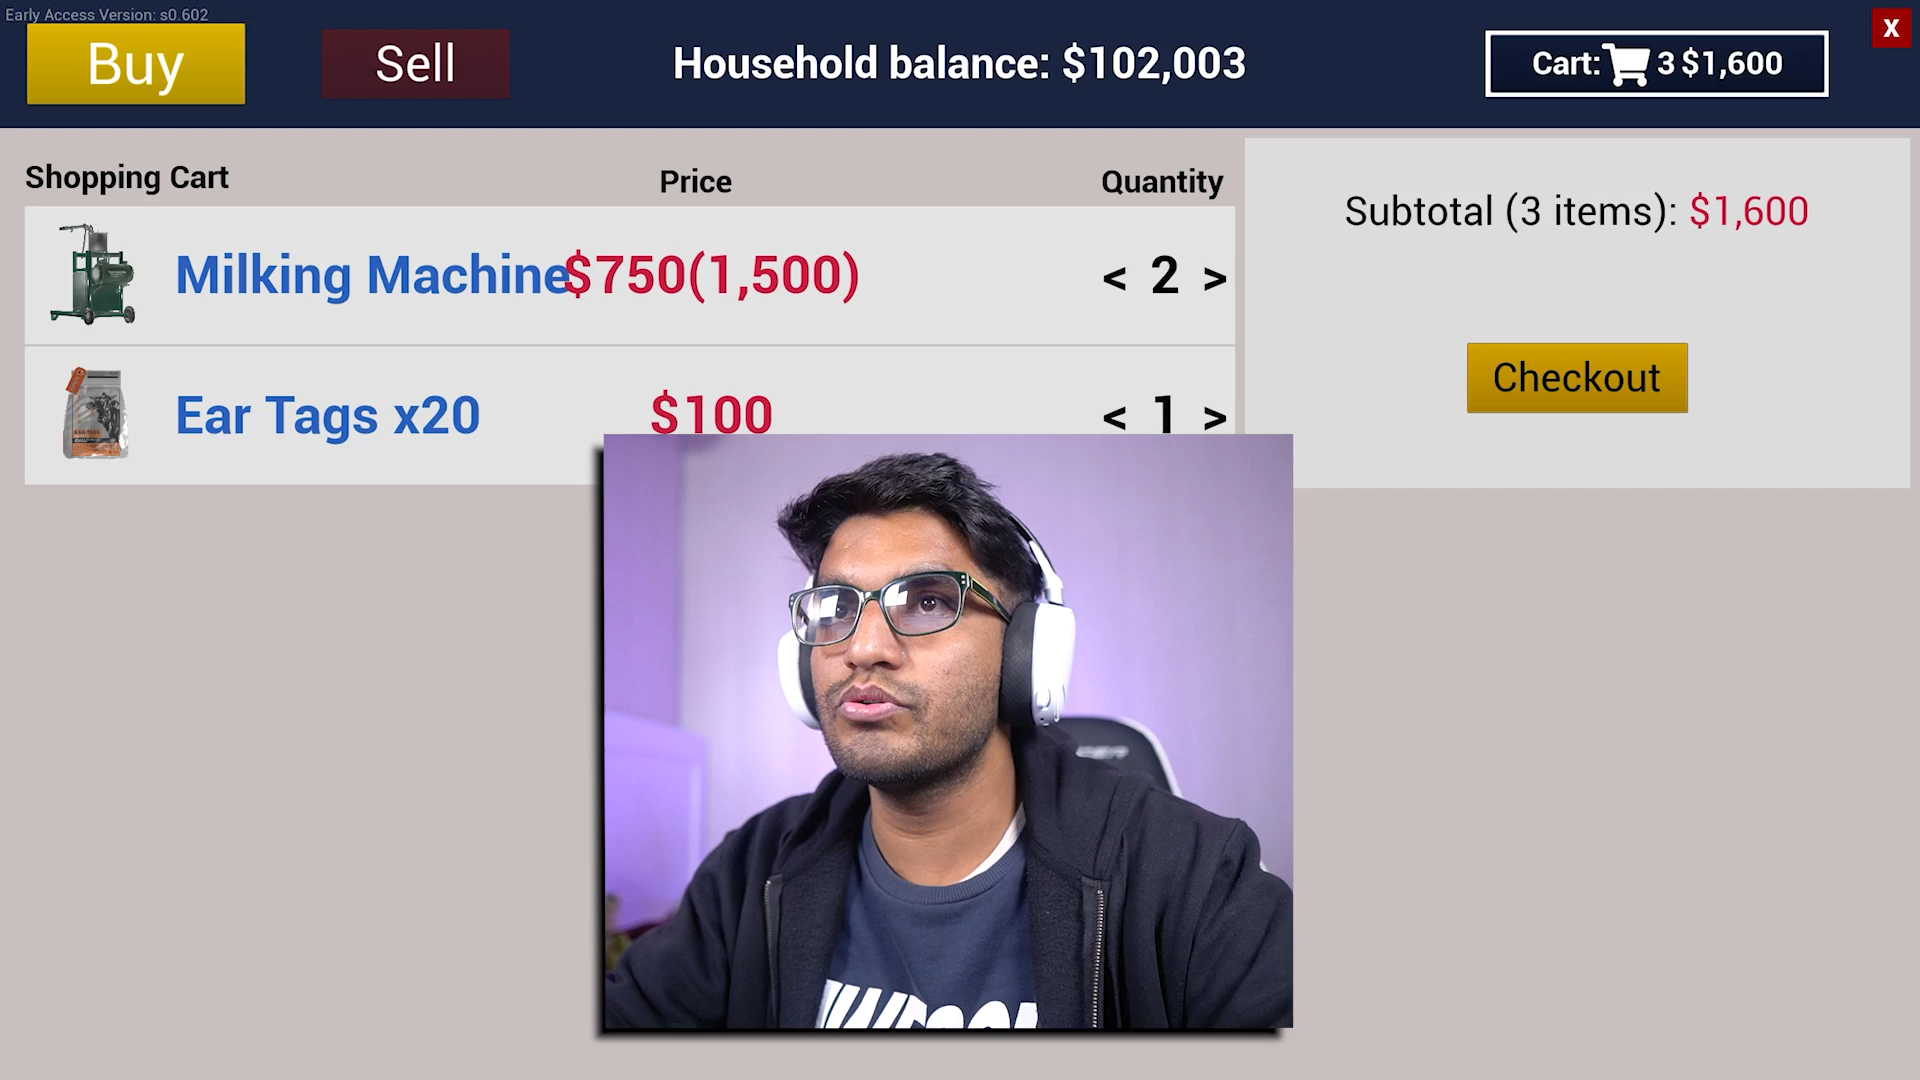 Early Access Version: s0.602
Buy
Sell
Household balance: $102,003
Cart: 3 $1,600
X
Shopping Cart
Price
Quantity
Milking Machine $750(1,500) < 2 >
Ear Tags x20 $100 < 1 >
Subtotal (3 items): $1,600
Checkout